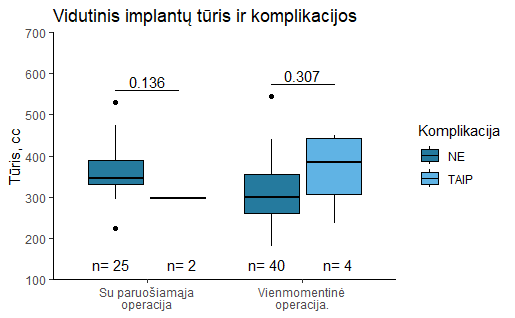 Vidutinis implantų tūris ir komplikacijos
700
600
500
400
300
200
100
Tūris, cc
0.136
0.307
n= 25
n= 2
n= 40
n= 4
Su paruošiamąja
operacija
Vienmomentinė
operacija.
Komplikacija
NE
TAIP